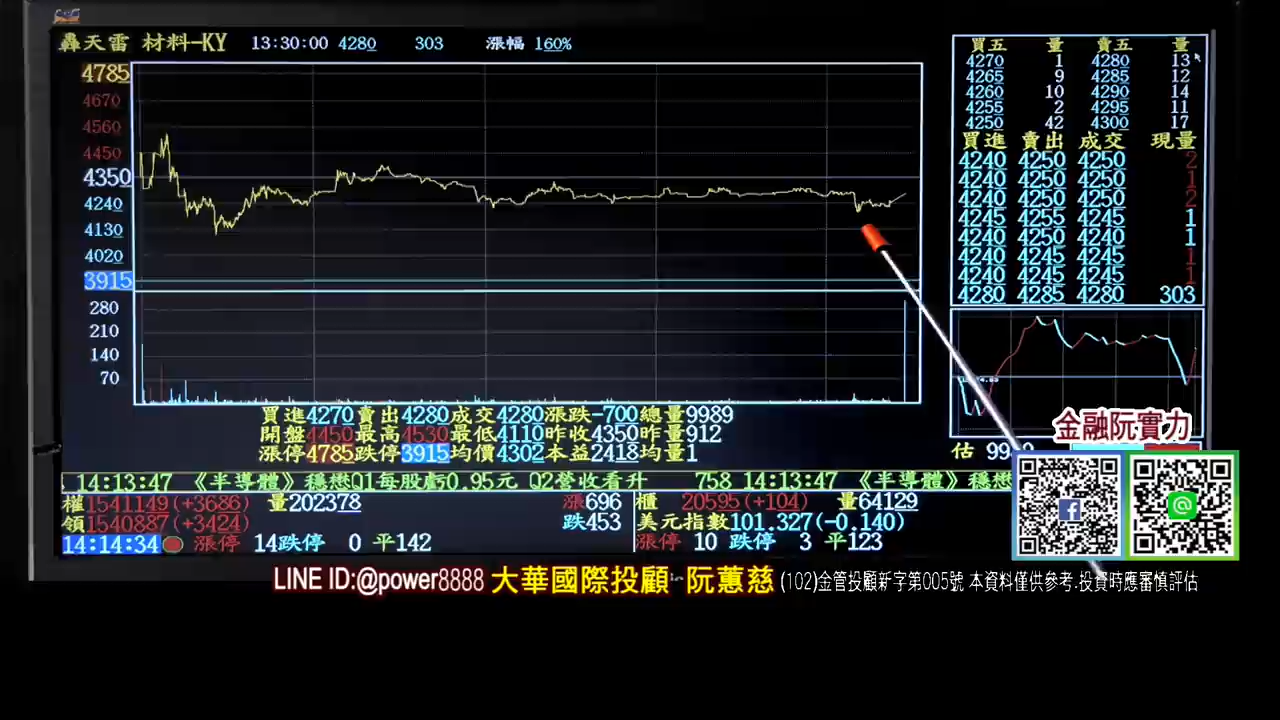 轟天雷 材料-KY 13:30:00 4280 303 漲幅 160%
4785
4670
4560
4450
4350
4240
4130
4020
3915
280
210
140
70
買五 量 賣五 量
4270 1 4280 13
4265 9 4285 12
4260 10 4290 14
4255 2 4295 11
4250 42 4300 17
買進 賣出 成交 現量
4240 4250 4250 2
4240 4250 4250 1
4240 4250 4250 2
4245 4255 4245 1
4240 4250 4240 1
4240 4245 4245 1
4240 4245 4245 1
4280 4285 4280 303
買進4270賣出4280成交4280漲跌-700總量9989
開盤4450最高4530最低4110昨收4350昨量912
漲停4785跌停3915均價4302本益2418均量1
估
金融阮實力
14:13:47 《半導體》穩懋Q1每股虧0.95元 Q2營收看升 758 14:13:47 《半導體》穩懋
權1541149(+3686) 量202378 漲696 櫃 20595(+104) 量64129
領1540887(+3424) 跌453 美元指數101.327(-0.140)
14:14:34 漲停 14跌停 0 平142 漲停 10 跌停 3 平123
LINE ID:@power8888 大華國際投顧 阮蕙慈 (102)金管投顧新字第005號 本資料僅供參考.投資時應審慎評估